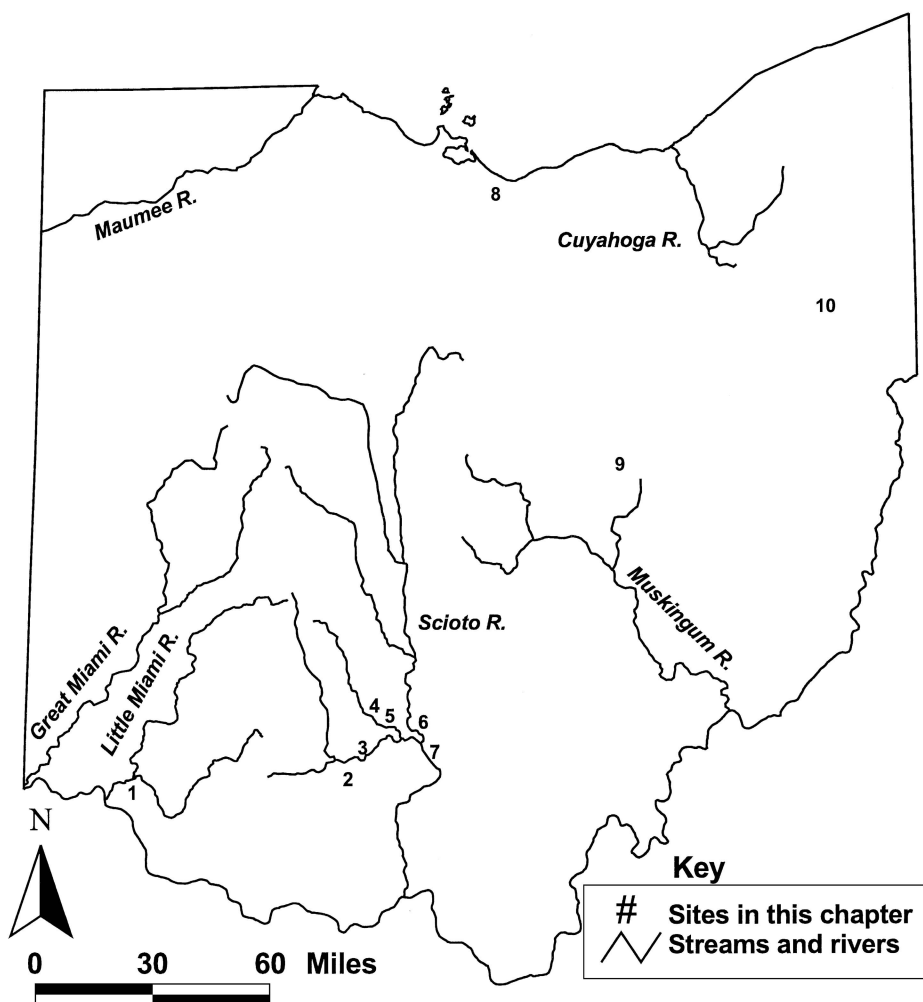 8
Maumee R.
Cuyahoga R.
10
9
Great Miami R.
Little Miami R.
Scioto R.
Muskingum R.
4
5
6
3
7
2
1
N
Key
# Sites in this chapter
Streams and rivers
0 30 60 Miles